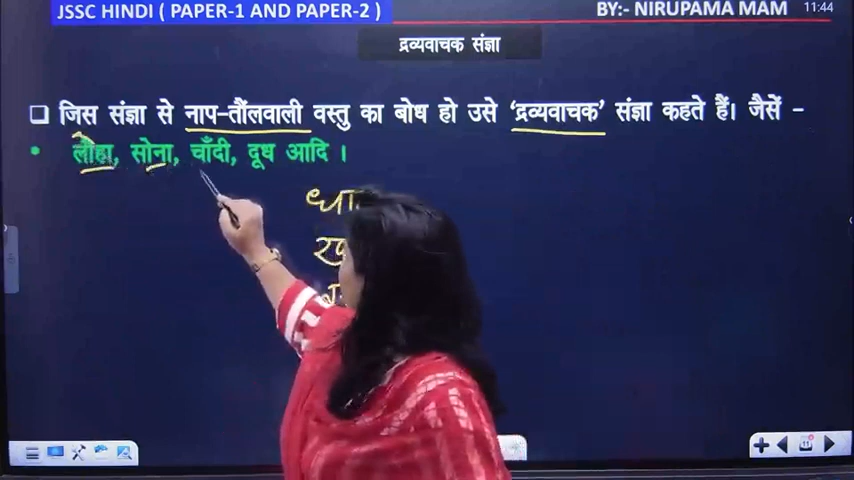 JSSC HINDI ( PAPER-1 AND PAPER-2 )
BY:- NIRUPAMA MAM
11:44
द्रव्यवाचक संज्ञा
जिस संज्ञा से नाप-तौंलवाली वस्तु का बोध हो उसे ‘द्रव्यवाचक’ संज्ञा कहते हैं। जैसें –
• लोहा, सोना, चाँदी, दूध आदि ।